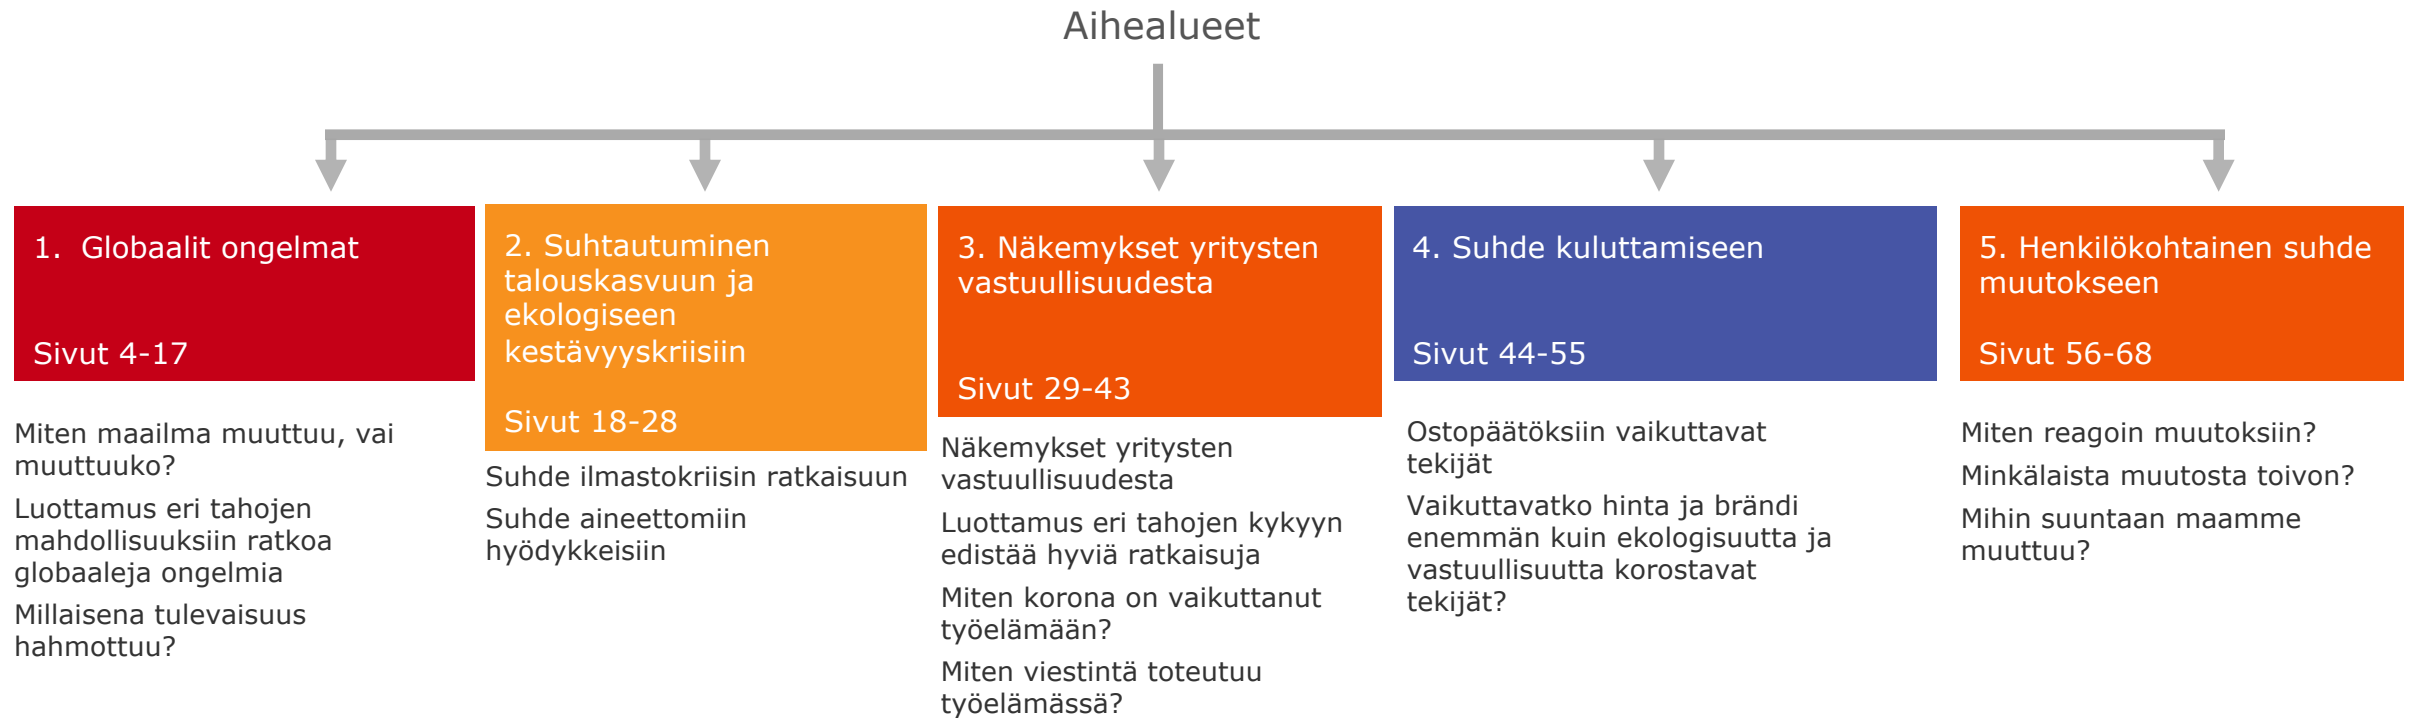 Aihealueet
1. Globaalit ongelmat
Sivut 4-17
Miten maailma muuttuu, vai
muuttuuko?
Luottamus eri tahojen
mahdollisuuksiin ratkoa
globaaleja ongelmia
Millaisena tulevaisuus
hahmottuu?
2. Suhtautuminen
talouskasvuun ja
ekologiseen
kestävyyskriisiin
Sivut 18-28
Suhde ilmastokriisin ratkaisuun
Suhde aineettomiin
hyödykkeisiin
3. Näkemykset yritysten
vastuullisuudesta
Sivut 29-43
Näkemykset yritysten
vastuullisuudesta
Luottamus eri tahojen kykyyn
edistää hyviä ratkaisuja
Miten korona on vaikuttanut
työelämään?
Miten viestintä toteutuu
työelämässä?
4. Suhde kuluttamiseen
Sivut 44-55
Ostopäätöksiin vaikuttavat
tekijät
Vaikuttavatko hinta ja brändi
enemmän kuin ekologisuutta ja
vastuullisuutta korostavat
tekijät?
5. Henkilökohtainen suhde
muutokseen
Sivut 56-68
Miten reagoin muutoksiin?
Minkälaista muutosta toivon?
Mihin suuntaan maamme
muuttuu?